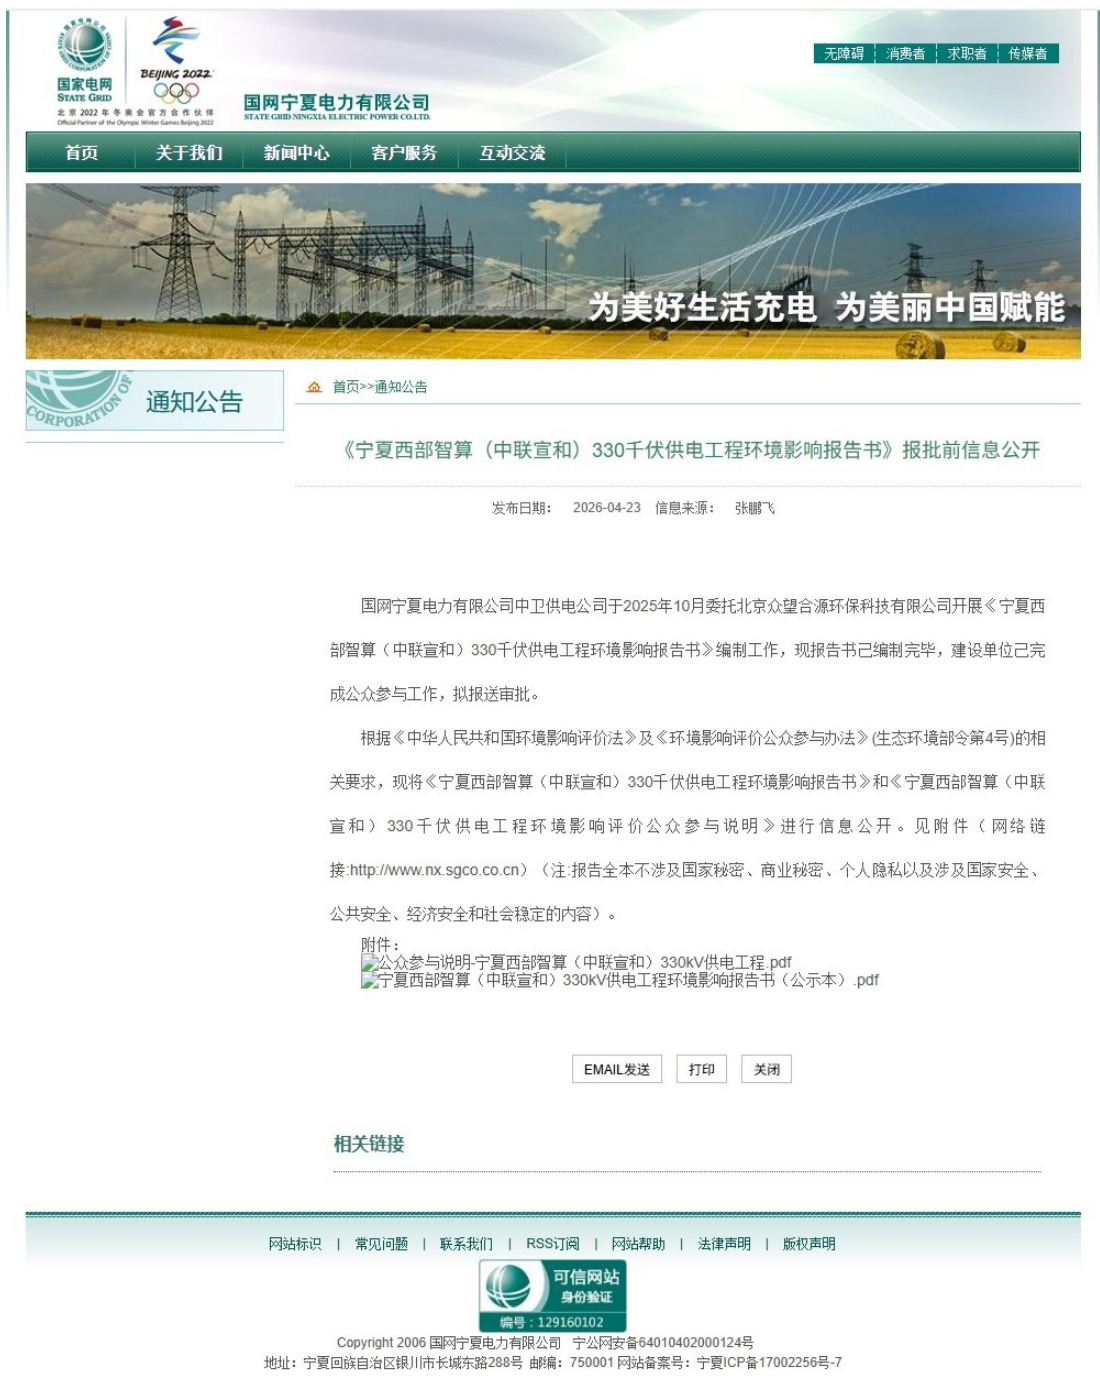 国家电网
STATE GRID
BEIJING 2022
北京2022年冬奥会官方合作伙伴
Official Partner of the Olympic Winter Games Beijing 2022
国网宁夏电力有限公司
STATE GRID NINGXIA ELECTRIC POWER CO.LTD.
无障碍 | 消费者 | 求职者 | 传媒者
首页 关于我们 新闻中心 客户服务 互动交流
为美好生活充电 为美丽中国赋能
CORPORATION OF
通知公告
首页>>通知公告
《宁夏西部智算（中联宣和）330千伏供电工程环境影响报告书》报批前信息公开
发布日期： 2026-04-23 信息来源： 张鹏飞
国网宁夏电力有限公司中卫供电公司于2025年10月委托北京众望合源环保科技有限公司开展《宁夏西
部智算（中联宣和）330千伏供电工程环境影响报告书》编制工作，现报告书己编制完毕，建设单位己完
成公众参与工作，拟报送审批。
根据《中华人民共和国环境影响评价法》及《环境影响评价公众参与办法》(生态环境部令第4号)的相
关要求，现将《宁夏西部智算（中联宣和）330千伏供电工程环境影响报告书》和《宁夏西部智算（中联
宣和）330千伏供电工程环境影响评价公众参与说明》进行信息公开。见附件（网络链
接:http://www.nx.sgco.co.cn）（注:报告全本不涉及国家秘密、商业秘密、个人隐私以及涉及国家安全、
公共安全、经济安全和社会稳定的内容）。
附件：
公众参与说明-宁夏西部智算（中联宣和）330kV供电工程.pdf
宁夏西部智算（中联宣和）330kV供电工程环境影响报告书（公示本）.pdf
EMAIL发送 打印 关闭
相关链接
网站标识 | 常见问题 | 联系我们 | RSS订阅 | 网站帮助 | 法律声明 | 版权声明
可信网站
身份验证
编号：129160102
Copyright 2006 国网宁夏电力有限公司 宁公网安备64010402000124号
地址：宁夏回族自治区银川市长城东路288号 邮编：750001 网站备案号：宁夏ICP备17002256号-7